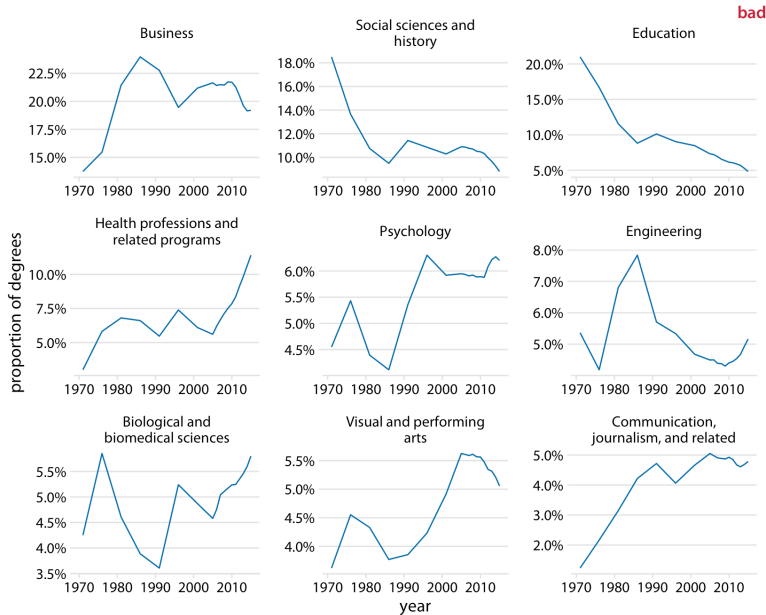 bad
Business
Social sciences and
history
Education
22.5%
20.0%
17.5%
15.0%
1970 1980 1990 2000 2010
18.0%
16.0%
14.0%
12.0%
10.0%
1970 1980 1990 2000 2010
20.0%
15.0%
10.0%
5.0%
1970 1980 1990 2000 2010
proportion of degrees
Health professions and
related programs
Psychology
Engineering
10.0%
7.5%
5.0%
1970 1980 1990 2000 2010
6.0%
5.5%
5.0%
4.5%
1970 1980 1990 2000 2010
8.0%
7.0%
6.0%
5.0%
1970 1980 1990 2000 2010
Biological and
biomedical sciences
Visual and performing
arts
Communication,
journalism, and related
5.5%
5.0%
4.5%
4.0%
3.5%
1970 1980 1990 2000 2010
5.5%
5.0%
4.5%
4.0%
1970 1980 1990 2000 2010
5.0%
4.0%
3.0%
2.0%
1970 1980 1990 2000 2010
year